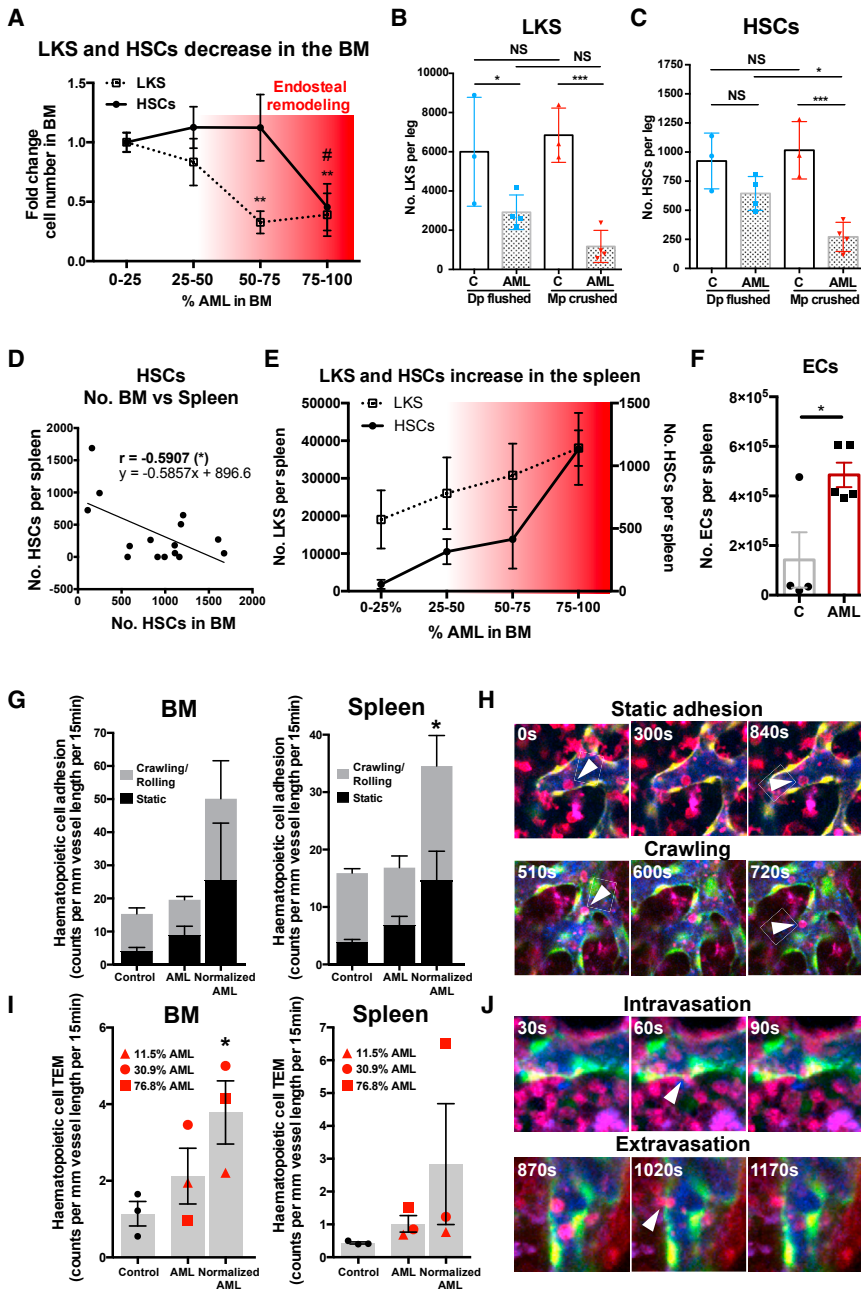 A
LKS and HSCs decrease in the BM
LKS
HSCs
Endosteal
remodeling
Fold change
cell number in BM
1.5
1.0
0.5
0.0
**
#
**
0-25
25-50
50-75
75-100
% AML in BM
B
LKS
NS
NS
*
***
No. LKS per leg
10000
8000
6000
4000
2000
0
C
AML
C
AML
Dp flushed
Mp crushed
C
HSCs
NS
*
NS
***
No. HSCs per leg
1750
1500
1250
1000
750
500
250
0
C
AML
C
AML
Dp flushed
Mp crushed
D
HSCs
No. BM vs Spleen
r = -0.5907 (*)
y = -0.5857x + 896.6
No. HSCs per spleen
2000
1500
1000
500
0
-500
0
500
1000
1500
2000
No. HSCs in BM
E
LKS and HSCs increase in the spleen
LKS
HSCs
No. LKS per spleen
50000
40000
30000
20000
10000
0
No. HSCs per spleen
1500
1000
500
0
0-25%
25-50
50-75
75-100
% AML in BM
F
ECs
*
No. ECs per spleen
8×10⁵
6×10⁵
4×10⁵
2×10⁵
0
C
AML
G
BM
Haematopoietic cell adhesion
(counts per mm vessel length per 15min)
70
60
50
40
30
20
10
0
Crawling/
Rolling
Static
Control
AML
Normalized
AML
Spleen
*
Haematopoietic cell adhesion
(counts per mm vessel length per 15min)
40
30
20
10
0
Crawling/
Rolling
Static
Control
AML
Normalized
AML
H
Static adhesion
0s
300s
840s
Crawling
510s
600s
720s
I
BM
Haematopoietic cell TEM
(counts per mm vessel length per 15min)
6
4
2
0
11.5% AML
30.9% AML
76.8% AML
*
Control
AML
Normalized
AML
Spleen
Haematopoietic cell TEM
(counts per mm vessel length per 15min)
7
6
5
4
3
2
1
0
11.5% AML
30.9% AML
76.8% AML
Control
AML
Normalized
AML
J
Intravasation
30s
60s
90s
Extravasation
870s
1020s
1170s